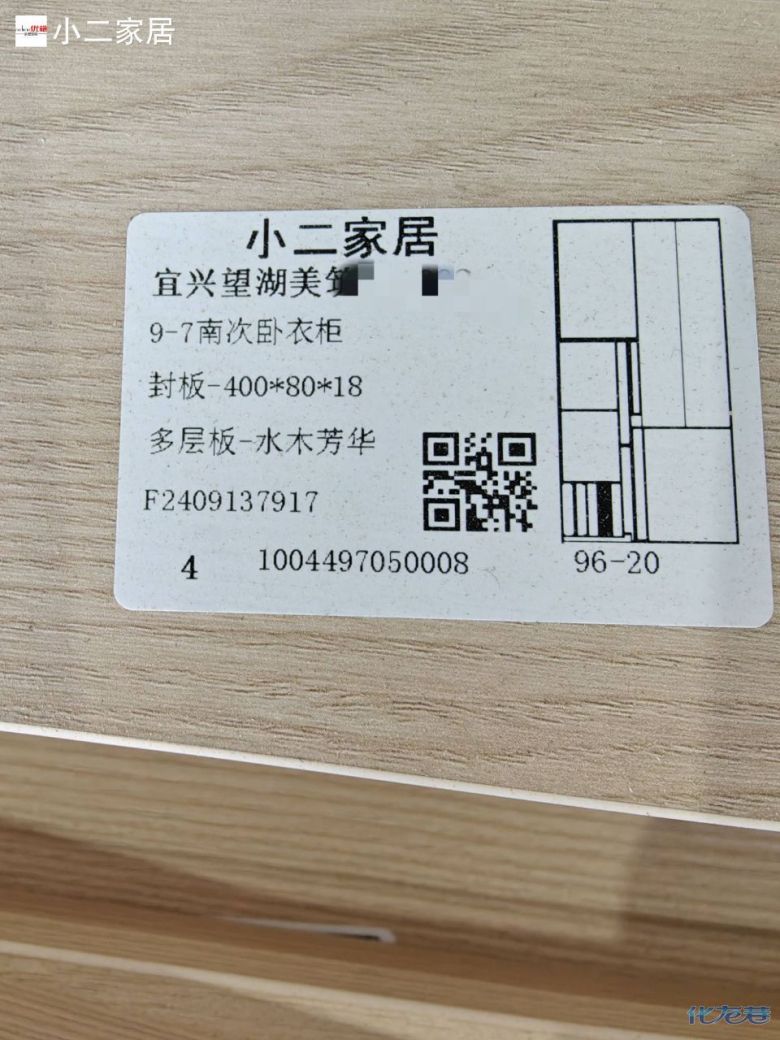 小二家居
小二家居
宜兴望湖美筑
9-7南次卧衣柜
封板-400*80*18
多层板-水木芳华
F2409137917
4 1004497050008 96-20
化龙巷